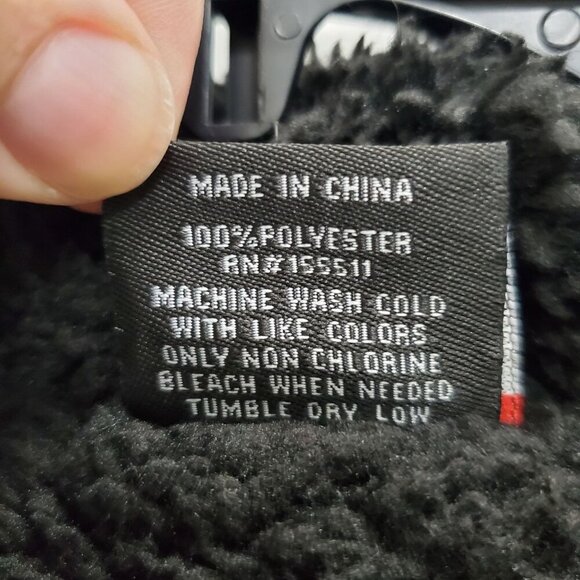 MADE IN CHINA
100%POLYESTER
RN#155511
MACHINE WASH COLD
WITH LIKE COLORS
ONLY NON CHLORINE
BLEACH WHEN NEEDED
TUMBLE DRY LOW